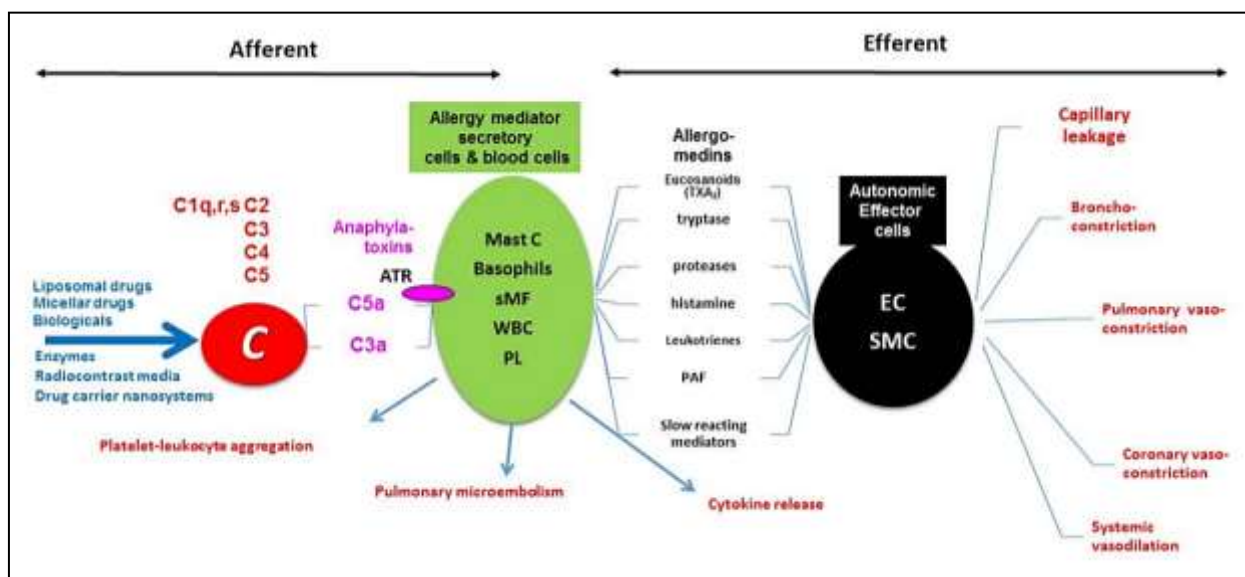 Afferent
Efferent
Allergy mediator
secretory
cells & blood cells
C1q,r,s C2
C3
C4
C5
Liposomal drugs
Micellar drugs
Biologicals
Enzymes
Radiocontrast media
Drug carrier nanosystems
C
Anaphyla-
toxins
ATR
C5a
C3a
Mast C
Basophils
sMF
WBC
PL
Platelet-leukocyte aggregation
Pulmonary microembolism
Cytokine release
Allergo-
medins
Eucosanoids
(TXA₂)
tryptase
proteases
histamine
Leukotrienes
PAF
Slow reacting
mediators
Autonomic
Effector
cells
EC
SMC
Capillary
leakage
Broncho-
constriction
Pulmonary vaso-
constriction
Coronary vaso-
constriction
Systemic
vasodilation